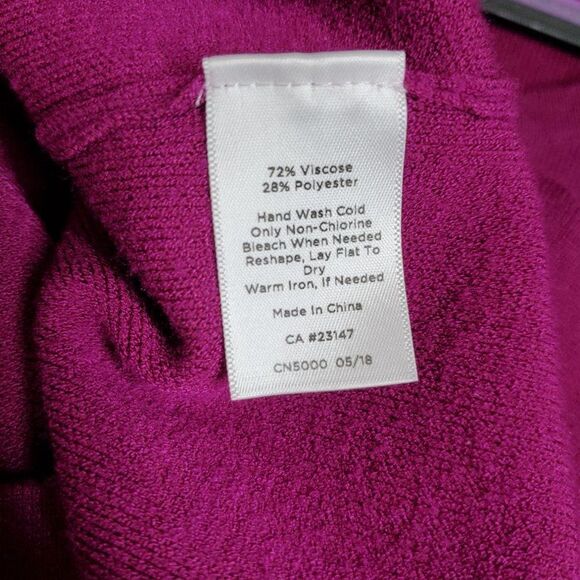 72% Viscose
28% Polyester
Hand Wash Cold
Only Non-Chlorine
Bleach When Needed
Reshape, Lay Flat To
Dry
Warm Iron, If Needed
Made In China
CA #23147
CN5000 05/18